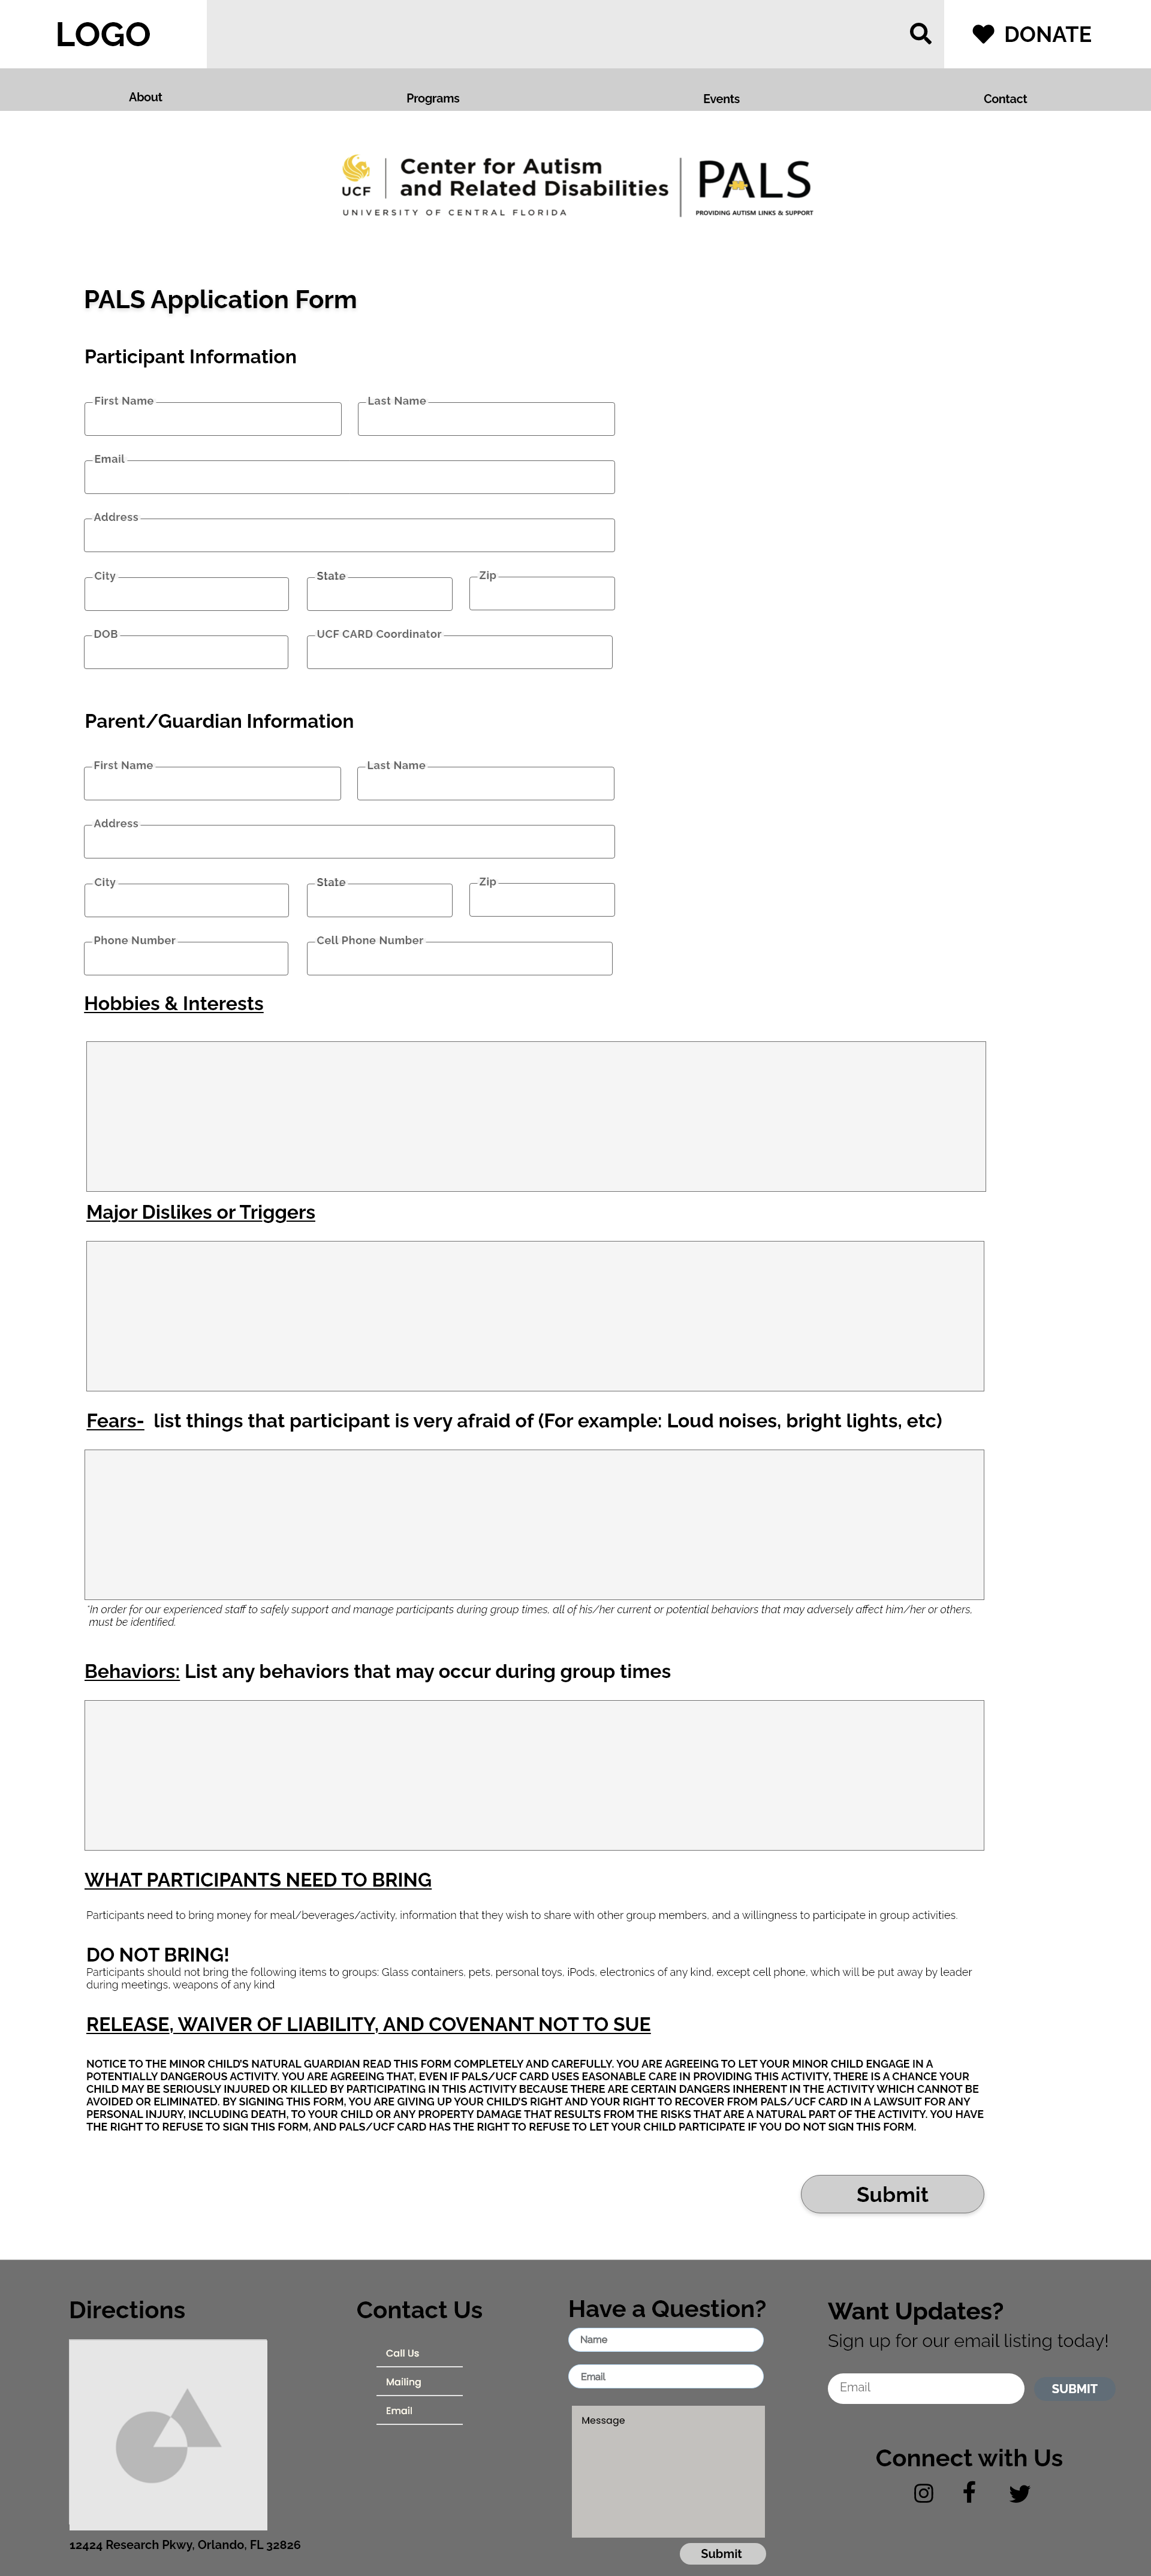 LOGO
DONATE
About
Programs
Events
Contact
UCF
Center for Autism
and Related Disabilities
UNIVERSITY OF CENTRAL FLORIDA
PALS
PROVIDING AUTISM LINKS & SUPPORT
PALS Application Form
Participant Information
First Name
Last Name
Email
Address
City
State
Zip
DOB
UCF CARD Coordinator
Parent/Guardian Information
First Name
Last Name
Address
City
State
Zip
Phone Number
Cell Phone Number
Hobbies & Interests
Major Dislikes or Triggers
Fears- list things that participant is very afraid of (For example: Loud noises, bright lights, etc)
*In order for our experienced staff to safely support and manage participants during group times, all of his/her current or potential behaviors that may adversely affect him/her or others,
must be identified.
Behaviors: List any behaviors that may occur during group times
WHAT PARTICIPANTS NEED TO BRING
Participants need to bring money for meal/beverages/activity, information that they wish to share with other group members, and a willingness to participate in group activities.
DO NOT BRING!
Participants should not bring the following items to groups: Glass containers, pets, personal toys, iPods, electronics of any kind, except cell phone, which will be put away by leader
during meetings, weapons of any kind
RELEASE, WAIVER OF LIABILITY, AND COVENANT NOT TO SUE
NOTICE TO THE MINOR CHILD'S NATURAL GUARDIAN READ THIS FORM COMPLETELY AND CAREFULLY. YOU ARE AGREEING TO LET YOUR MINOR CHILD ENGAGE IN A
POTENTIALLY DANGEROUS ACTIVITY. YOU ARE AGREEING THAT, EVEN IF PALS/UCF CARD USES EASONABLE CARE IN PROVIDING THIS ACTIVITY, THERE IS A CHANCE YOUR
CHILD MAY BE SERIOUSLY INJURED OR KILLED BY PARTICIPATING IN THIS ACTIVITY BECAUSE THERE ARE CERTAIN DANGERS INHERENT IN THE ACTIVITY WHICH CANNOT BE
AVOIDED OR ELIMINATED. BY SIGNING THIS FORM, YOU ARE GIVING UP YOUR CHILD'S RIGHT AND YOUR RIGHT TO RECOVER FROM PALS/UCF CARD IN A LAWSUIT FOR ANY
PERSONAL INJURY, INCLUDING DEATH, TO YOUR CHILD OR ANY PROPERTY DAMAGE THAT RESULTS FROM THE RISKS THAT ARE A NATURAL PART OF THE ACTIVITY. YOU HAVE
THE RIGHT TO REFUSE TO SIGN THIS FORM, AND PALS/UCF CARD HAS THE RIGHT TO REFUSE TO LET YOUR CHILD PARTICIPATE IF YOU DO NOT SIGN THIS FORM.
Submit
Directions
12424 Research Pkwy, Orlando, FL 32826
Contact Us
Call Us
Mailing
Email
Have a Question?
Name
Email
Message
Submit
Want Updates?
Sign up for our email listing today!
Email
SUBMIT
Connect with Us